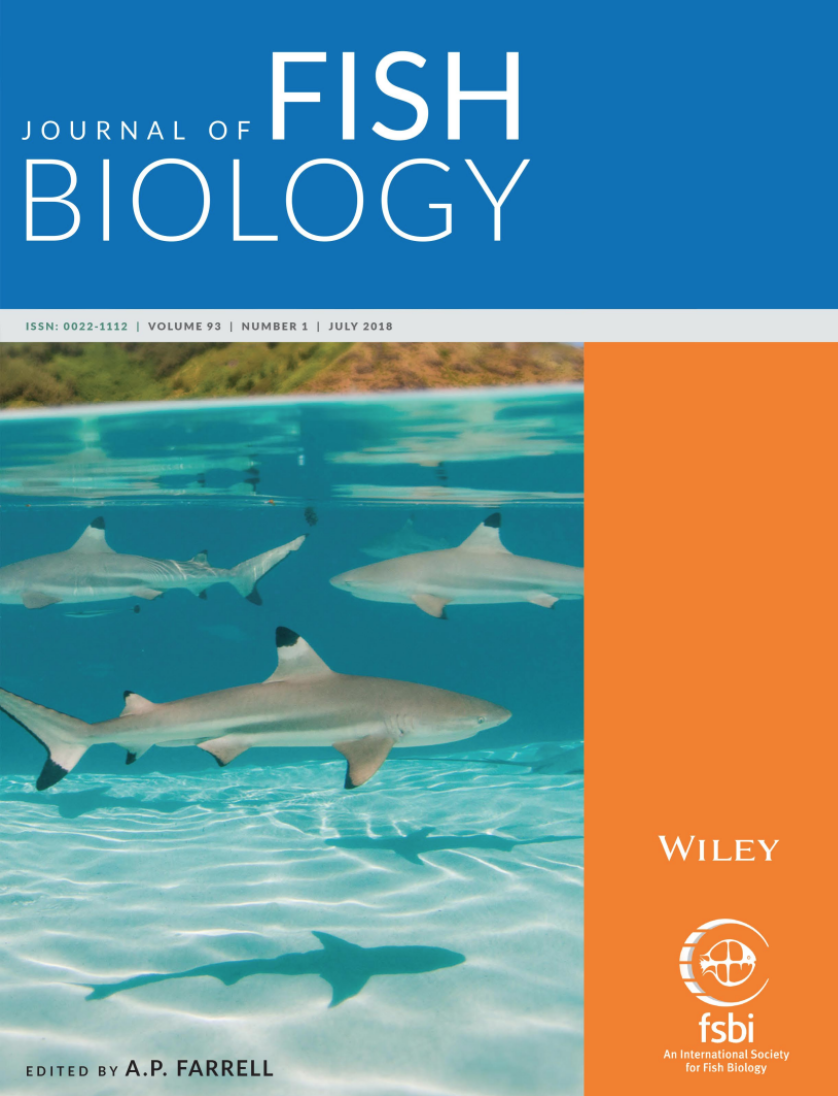 JOURNAL OF FISH
BIOLOGY
ISSN: 0022-1112 | VOLUME 93 | NUMBER 1 | JULY 2018
WILEY
fsbi
An International Society
for Fish Biology
EDITED BY A.P. FARRELL